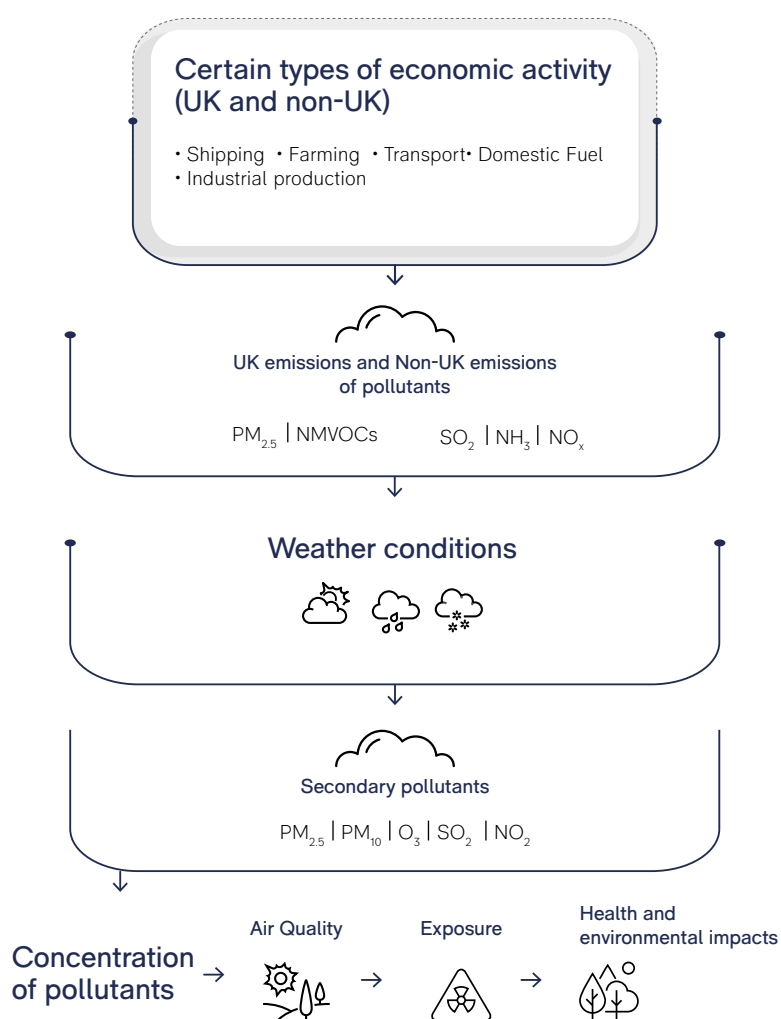 Certain types of economic activity
(UK and non-UK)
• Shipping • Farming • Transport• Domestic Fuel
• Industrial production
UK emissions and Non-UK emissions
of pollutants
PM₂.₅ | NMVOCs SO₂ | NH₃ | NOₓ
Weather conditions
Secondary pollutants
PM₂.₅ | PM₁₀ | O₃ | SO₂ | NO₂
Concentration
of pollutants
Air Quality
Exposure
Health and
environmental impacts